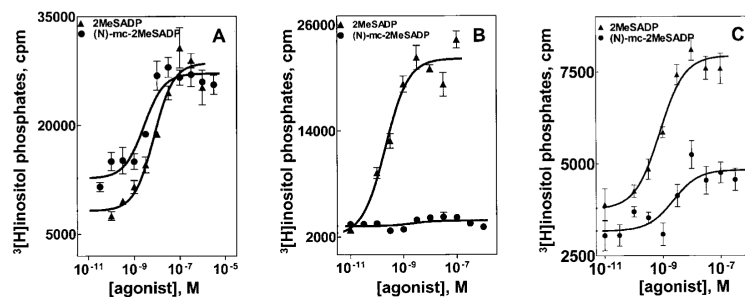 ³[H]inositol phosphates, cpm
35000
20000
5000
▲ 2MeSADP
● (N)-mc-2MeSADP
A
10⁻¹¹ 10⁻⁹ 10⁻⁷ 10⁻⁵
[agonist], M
³[H]inositol phosphates, cpm
26000
14000
2000
▲ 2MeSADP
● (N)-mc-2MeSADP
B
10⁻¹¹ 10⁻⁹ 10⁻⁷
[agonist], M
³[H]inositol phosphates, cpm
7500
5000
2500
▲ 2MeSADP
● (N)-mc-2MeSADP
C
10⁻¹¹ 10⁻⁹ 10⁻⁷
[agonist], M